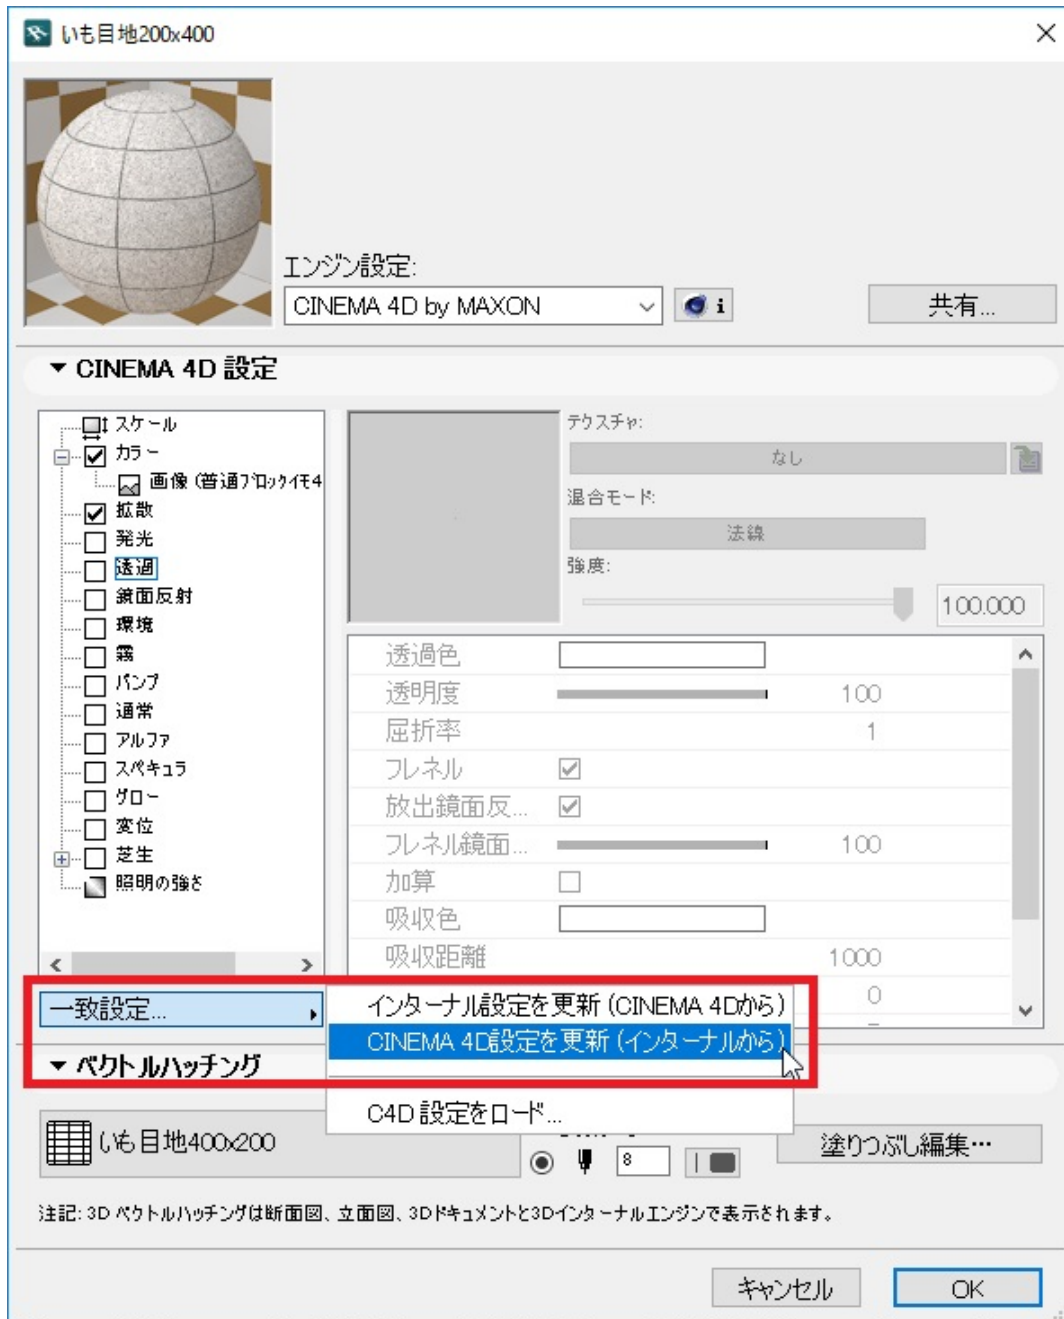 いも目地200x400
エンジン設定:
CINEMA 4D by MAXON
i
共有...
CINEMA 4D 設定
スケール
カラー
画像 (普通ブロックイモ4
拡散
発光
透過
鏡面反射
環境
霧
バンプ
通常
アルファ
スペキュラ
グロー
変位
芝生
照明の強さ
テクスチャ:
なし
混合モード:
法線
強度:
100.000
透過色
透明度 100
屈折率 1
フレネル
放出鏡面反...
フレネル鏡面... 100
加算
吸収色
吸収距離 1000
0
一致設定...
インターナル設定を更新 (CINEMA 4Dから)
CINEMA 4D設定を更新 (インターナルから)
C4D 設定をロード...
ベクトルハッチング
いも目地400x200
8
塗りつぶし編集...
注記: 3D ベクトルハッチングは断面図、立面図、3Dドキュメントと3Dインターナルエンジンで表示されます。
キャンセル
OK